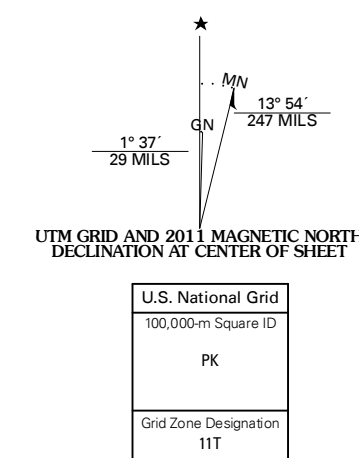 MN
GN
13° 54´
247 MILS
1° 37´
29 MILS
UTM GRID AND 2011 MAGNETIC NORTH
DECLINATION AT CENTER OF SHEET
U.S. National Grid
100,000-m Square ID
PK
Grid Zone Designation
11T